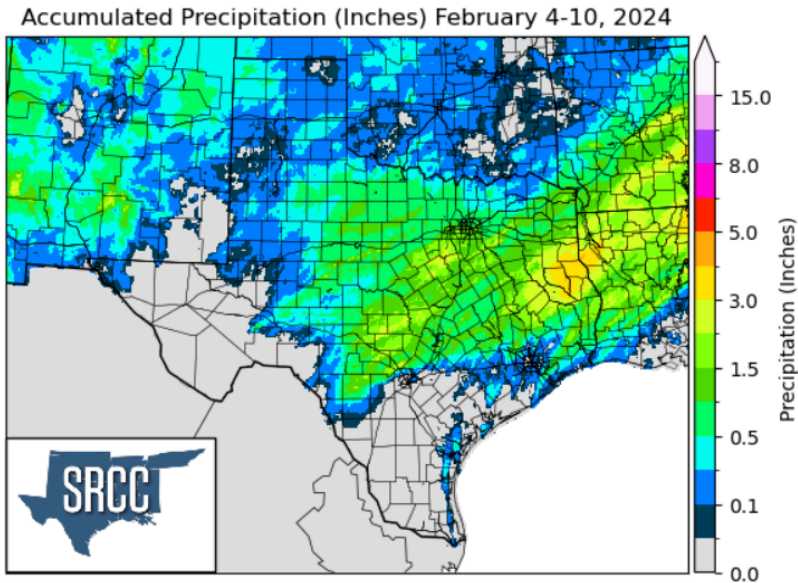 Accumulated Precipitation (Inches) February 4-10, 2024
15.0
8.0
5.0
3.0
1.5
0.5
0.1
0.0
Precipitation (Inches)
SRCC